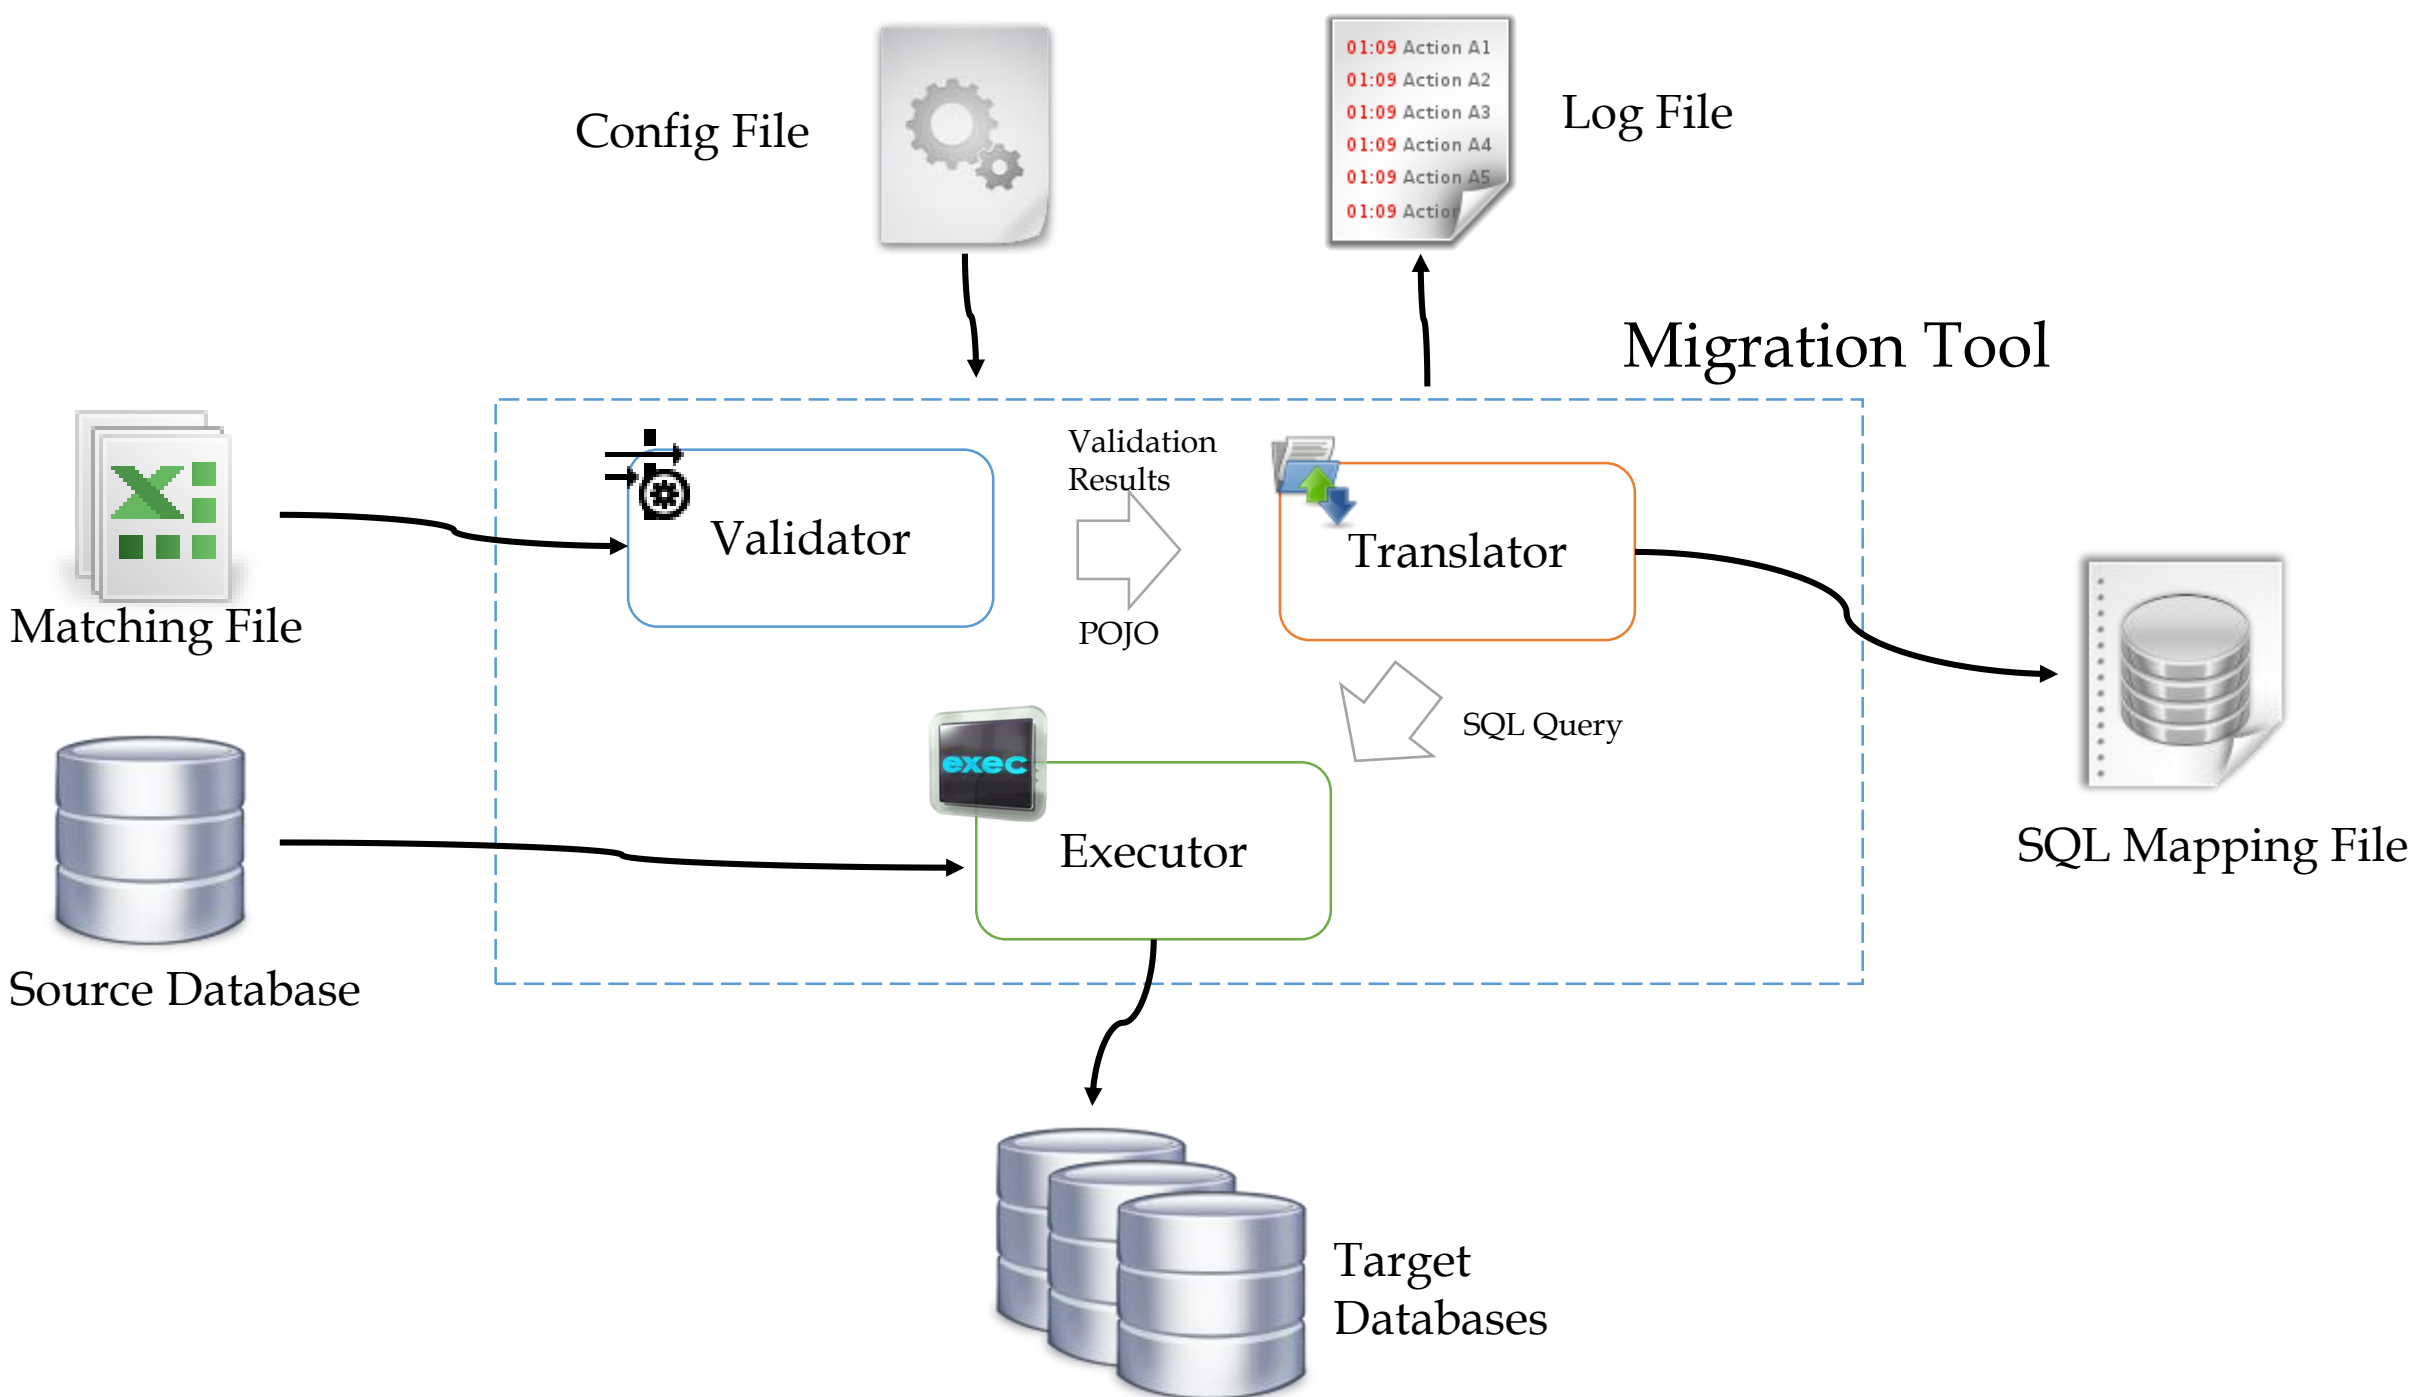 Config File
01:09 Action A1
01:09 Action A2
01:09 Action A3
01:09 Action A4
01:09 Action A5
01:09 Action
Log File
Migration Tool
Matching File
Validator
Validation
Results
POJO
Translator
SQL Query
exec
Executor
Source Database
SQL Mapping File
Target
Databases